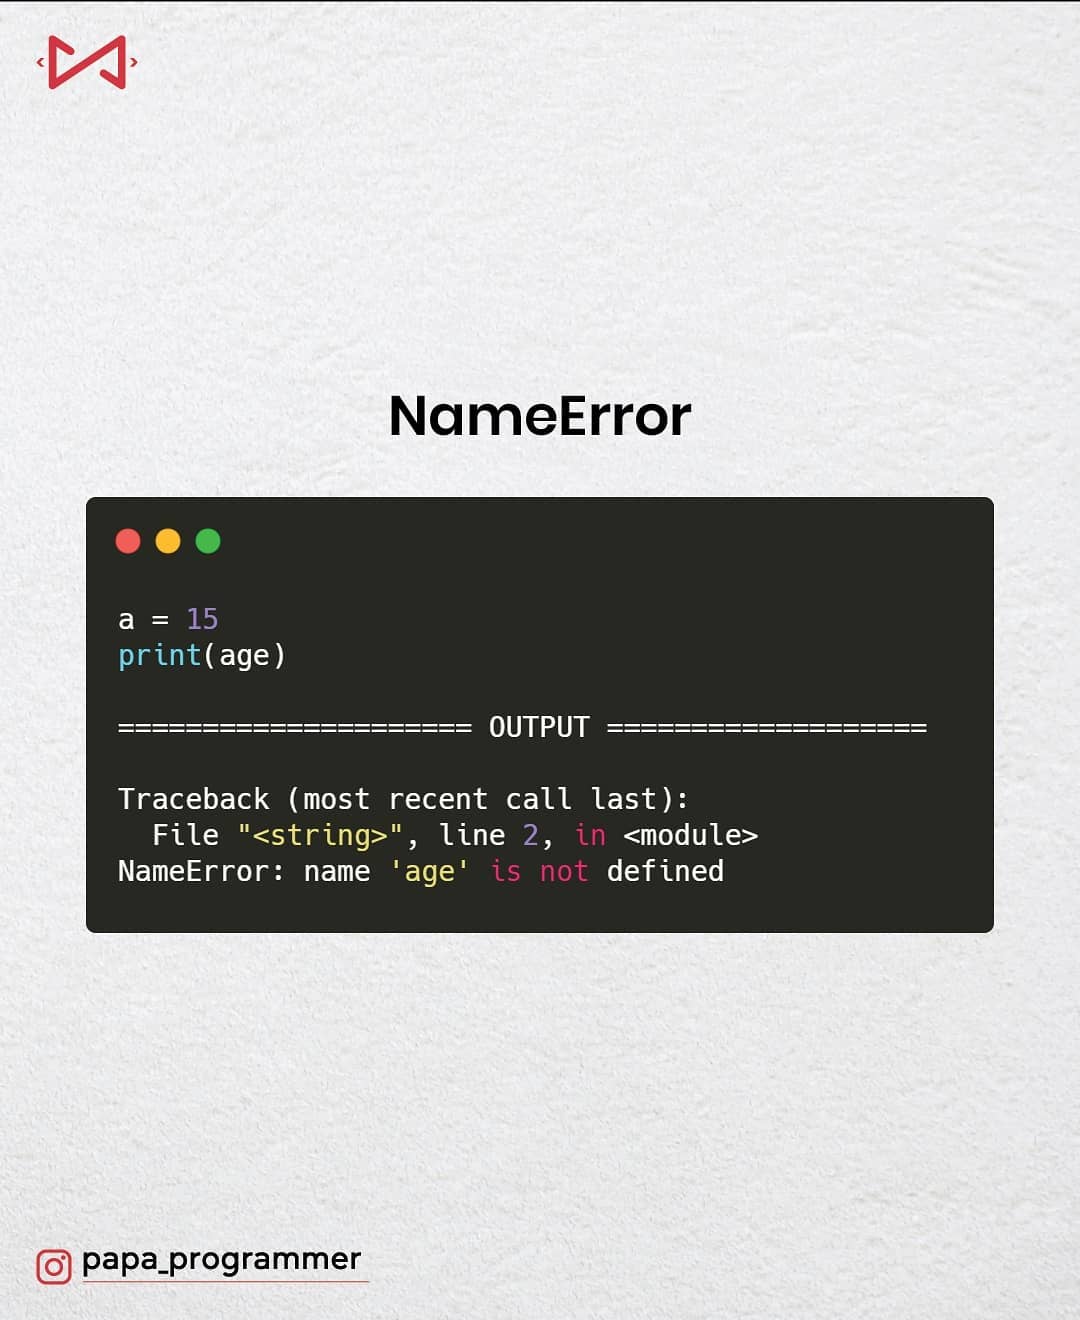 NameError
a = 15
print(age)
===================== OUTPUT ===================
Traceback (most recent call last):
  File "<string>", line 2, in <module>
NameError: name 'age' is not defined
papa_programmer